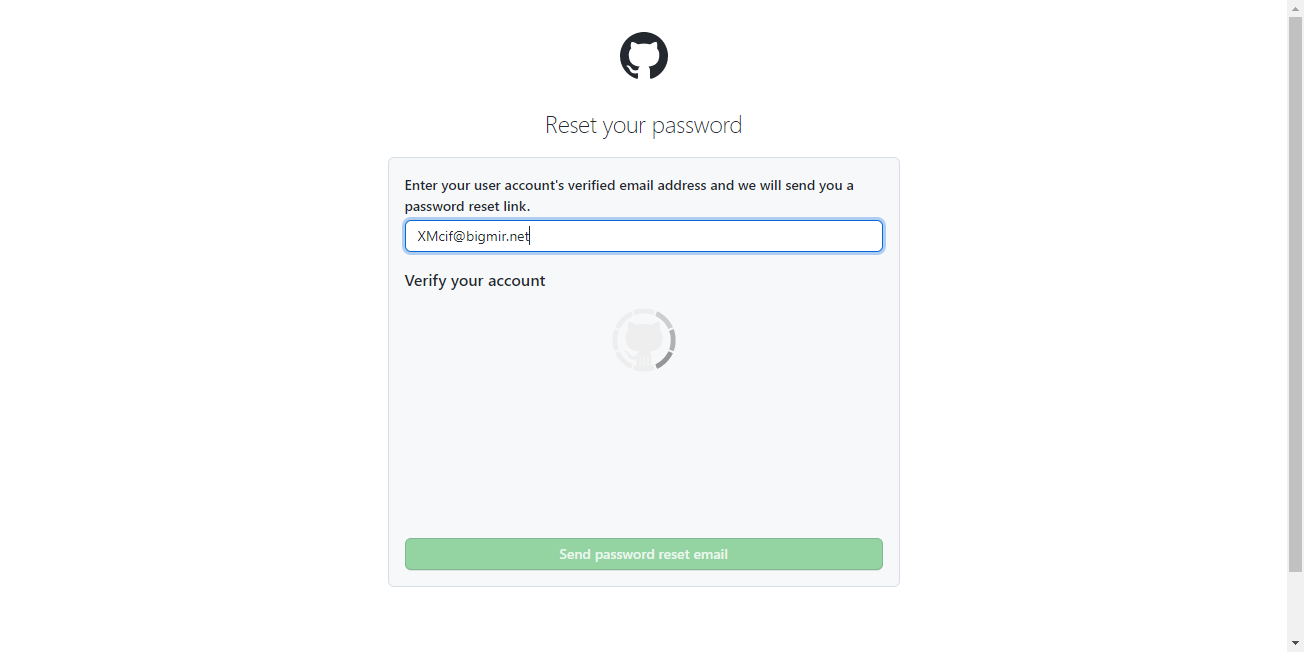 Reset your password
Enter your user account's verified email address and we will send you a
password reset link.
XMcif@bigmir.net
Verify your account
Send password reset email